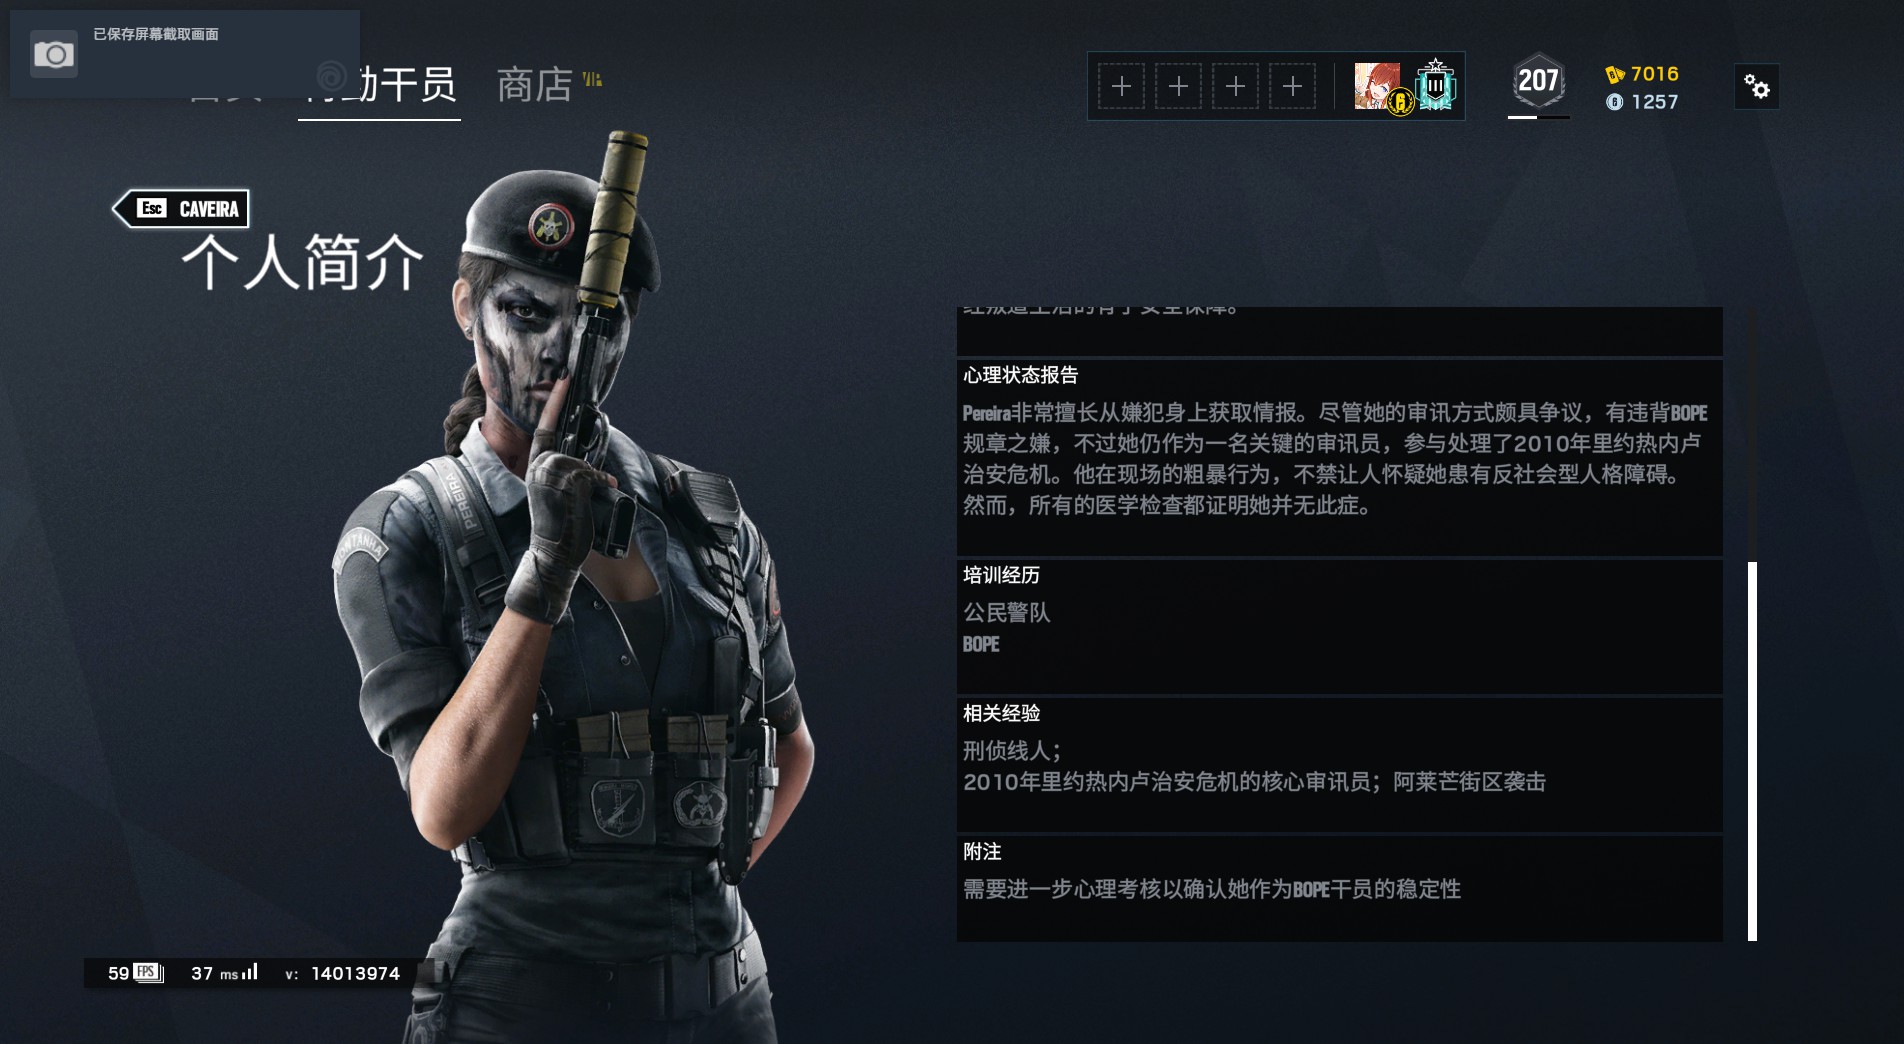 已保存屏幕截取画面
行动干员
商店
207
7016
1257
Esc CAVEIRA
个人简介
PEREIRA
心理状态报告
Pereira非常擅长从嫌犯身上获取情报。尽管她的审讯方式颇具争议，有违背BOPE
规章之嫌，不过她仍作为一名关键的审讯员，参与处理了2010年里约热内卢
治安危机。他在现场的粗暴行为，不禁让人怀疑她患有反社会型人格障碍。
然而，所有的医学检查都证明她并无此症。
培训经历
公民警队
BOPE
相关经验
刑侦线人；
2010年里约热内卢治安危机的核心审讯员；阿莱芒街区袭击
附注
需要进一步心理考核以确认她作为BOPE干员的稳定性
59 FPS 37 ms v: 14013974